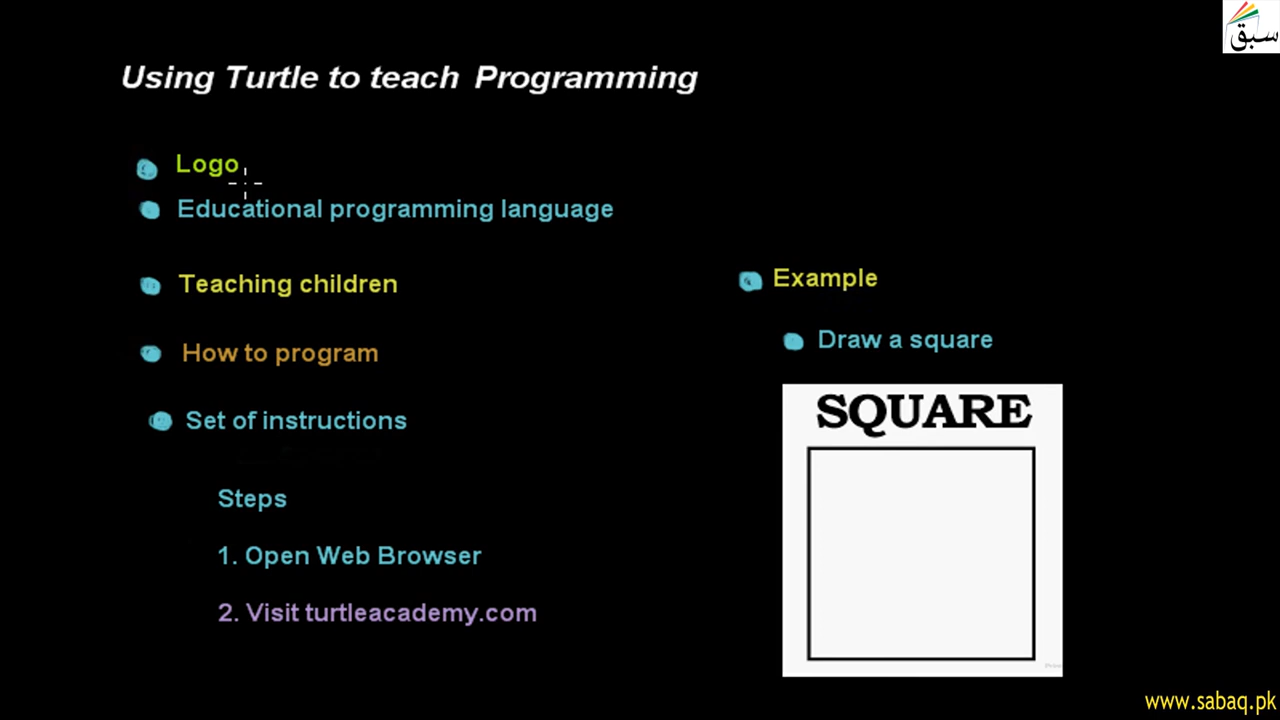 سبق
Using Turtle to teach Programming
Logo
Educational programming language
Teaching children
How to program
Set of instructions
Steps
1. Open Web Browser
2. Visit turtleacademy.com
Example
Draw a square
SQUARE
www.sabaq.pk